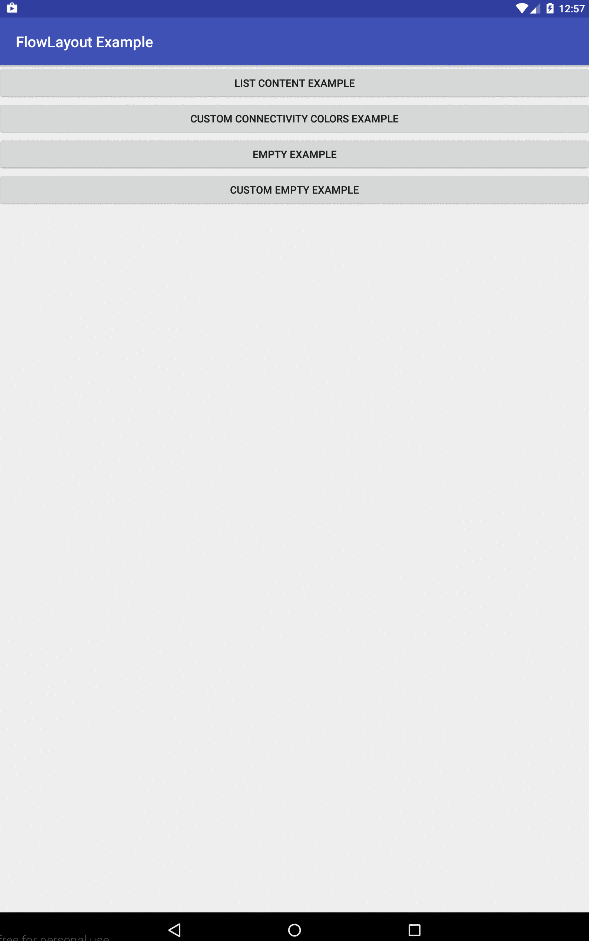 12:57
FlowLayout Example
LIST CONTENT EXAMPLE
CUSTOM CONNECTIVITY COLORS EXAMPLE
EMPTY EXAMPLE
CUSTOM EMPTY EXAMPLE
free for personal use